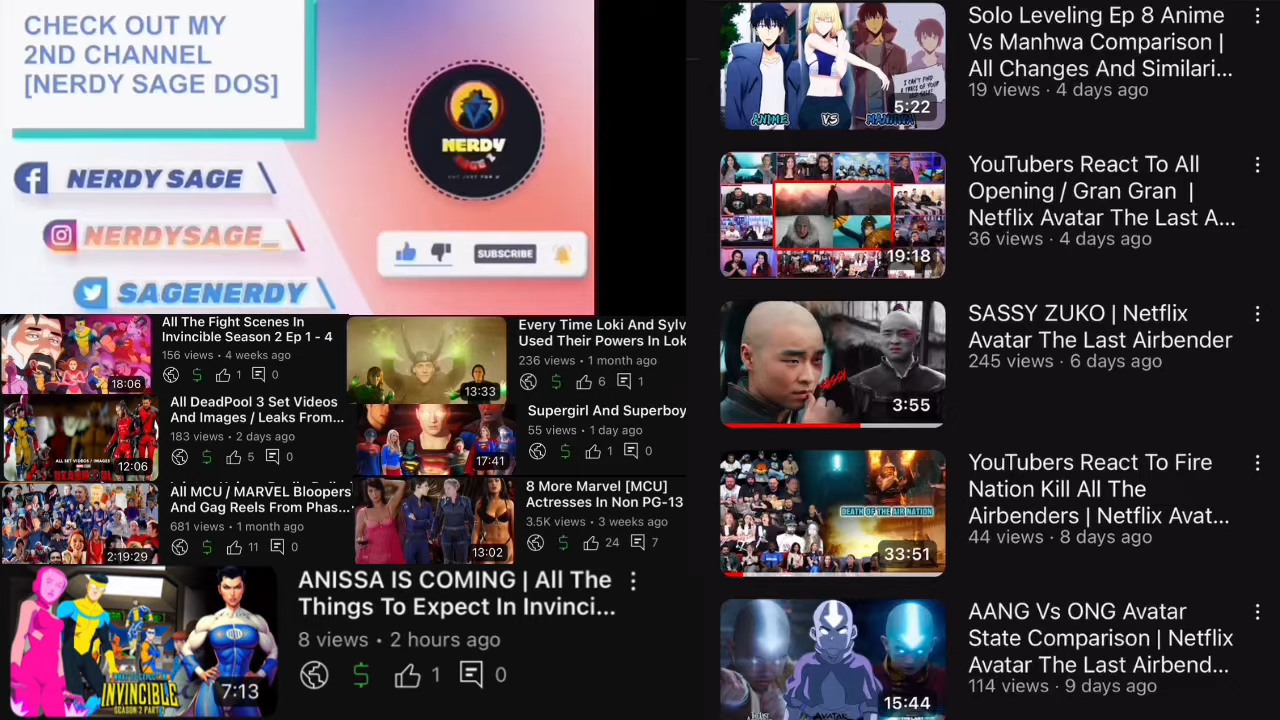 CHECK OUT MY
2ND CHANNEL
[NERDY SAGE DOS]
NERDY SAGE
NERDYSAGE_
SAGENERDY
NERDY
SUBSCRIBE
18:06
All The Fight Scenes In
Invincible Season 2 Ep 1 - 4
156 views • 4 weeks ago
1
0
13:33
Every Time Loki And Sylv
Used Their Powers In Lok
236 views • 1 month ago
6
1
12:06
All DeadPool 3 Set Videos
And Images / Leaks From...
183 views • 2 days ago
5
0
17:41
Supergirl And Superboy
55 views • 1 day ago
1
0
2:19:29
All MCU / MARVEL Bloopers
And Gag Reels From Phas...
681 views • 1 month ago
11
0
13:02
8 More Marvel [MCU]
Actresses In Non PG-13
3.5K views • 3 weeks ago
24
7
INVINCIBLE
SEASON 2 PART 2
7:13
ANISSA IS COMING | All The
Things To Expect In Invinci...
8 views • 2 hours ago
1
0
ANIME
VS
MANHWA
5:22
Solo Leveling Ep 8 Anime
Vs Manhwa Comparison |
All Changes And Similari...
19 views • 4 days ago
19:18
YouTubers React To All
Opening / Gran Gran |
Netflix Avatar The Last A...
36 views • 4 days ago
SASSY
3:55
SASSY ZUKO | Netflix
Avatar The Last Airbender
245 views • 6 days ago
DEATH OF THE AIR NATION
33:51
YouTubers React To Fire
Nation Kill All The
Airbenders | Netflix Avat...
44 views • 8 days ago
15:44
AANG Vs ONG Avatar
State Comparison | Netflix
Avatar The Last Airbend...
114 views • 9 days ago